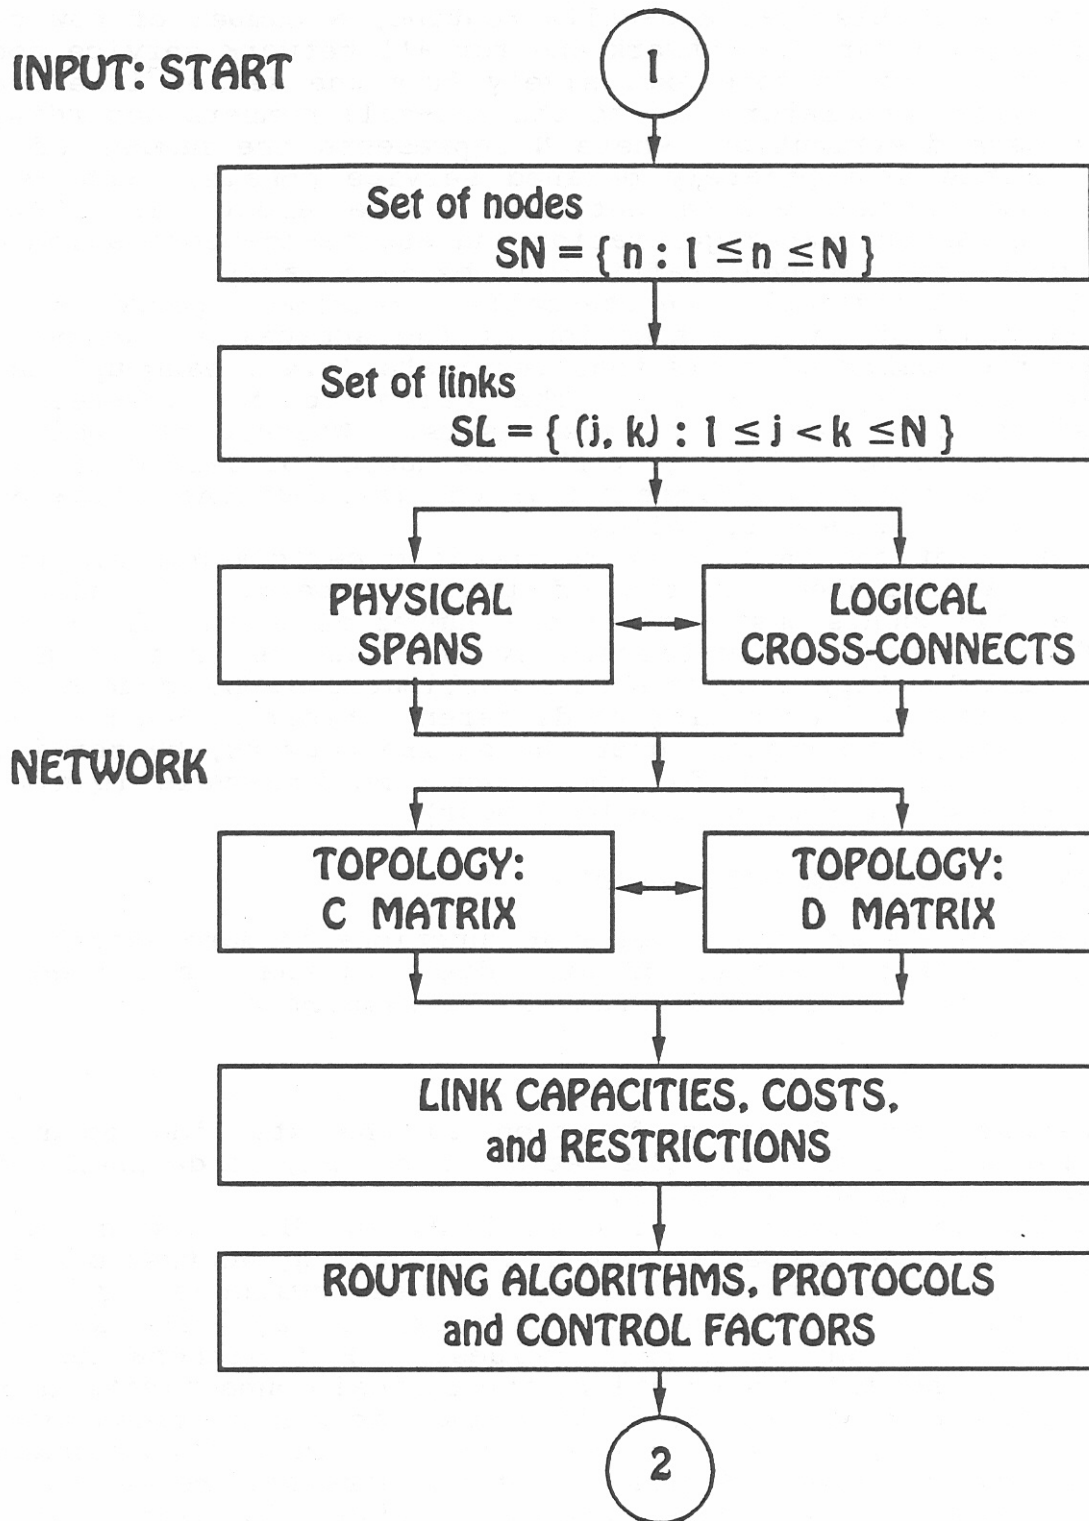 INPUT: START
1
Set of nodes
SN = { n : 1 ≤ n ≤ N }
Set of links
SL = { (j, k) : 1 ≤ j < k ≤ N }
PHYSICAL
SPANS
LOGICAL
CROSS-CONNECTS
NETWORK
TOPOLOGY:
C MATRIX
TOPOLOGY:
D MATRIX
LINK CAPACITIES, COSTS,
and RESTRICTIONS
ROUTING ALGORITHMS, PROTOCOLS
and CONTROL FACTORS
2